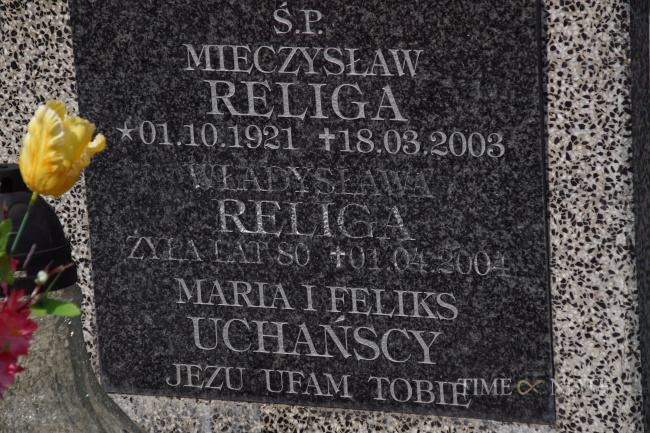 Ś.P.
MIECZYSŁAW
RELIGA
★01.10.1921 ✝18.03.2003
WŁADYSŁAWA
RELIGA
ŻYŁA LAT 80 ✝01.04.2004
MARIA I FELIKS
UCHAŃSCY
JEZU UFAM TOBIE
TIME